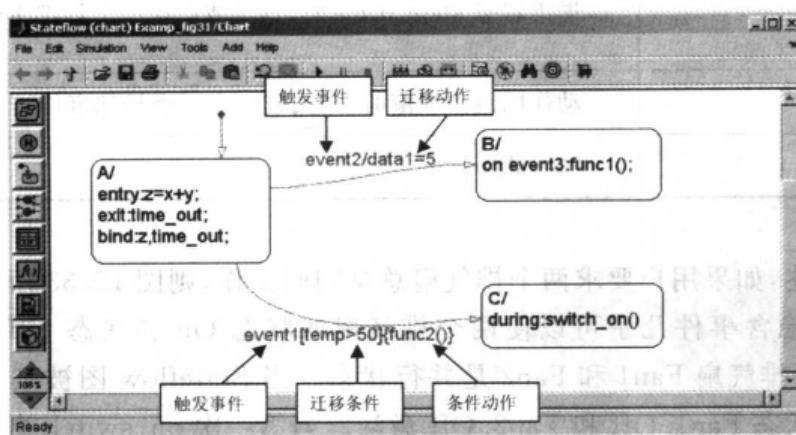 Stateflow (chart) Examp_fig31/Chart
File Edit Simulation View Tools Add Help
触发事件
迁移动作
event2/data1=5
A/
entry:z=x+y;
exit:time_out;
bind:z,time_out;
B/
on event3:func1();
C/
during:switch_on()
event1[temp>50]{func2()}
触发事件
迁移条件
条件动作
100%
Ready